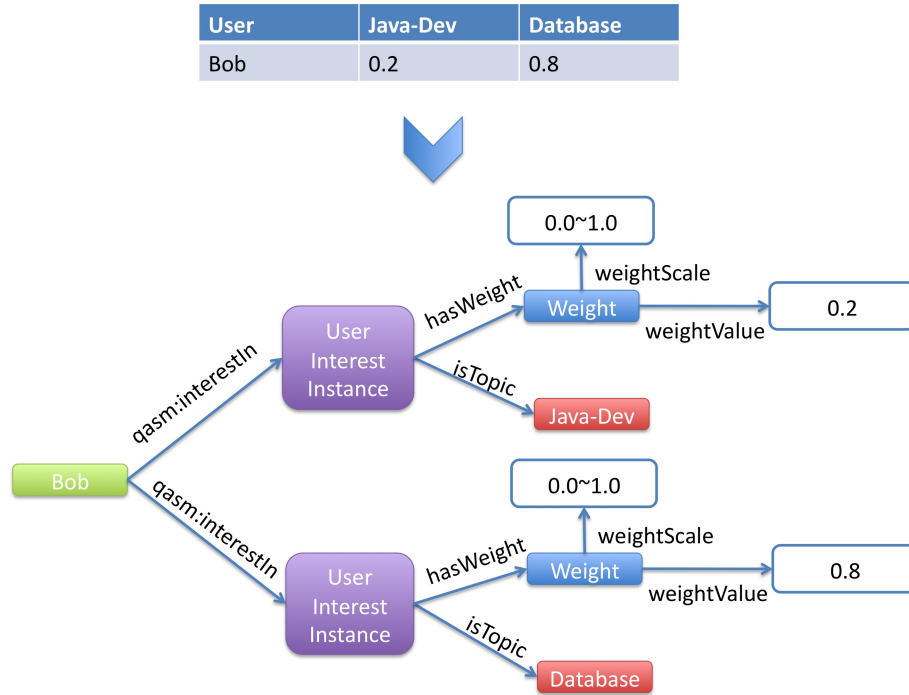 User Java-Dev Database
Bob 0.2 0.8
0.0~1.0
weightScale
hasWeight
Weight
0.2
weightValue
User
Interest
Instance
isTopic
Java-Dev
qasm:interestIn
Bob
qasm:interestIn
0.0~1.0
weightScale
hasWeight
Weight
0.8
weightValue
User
Interest
Instance
isTopic
Database